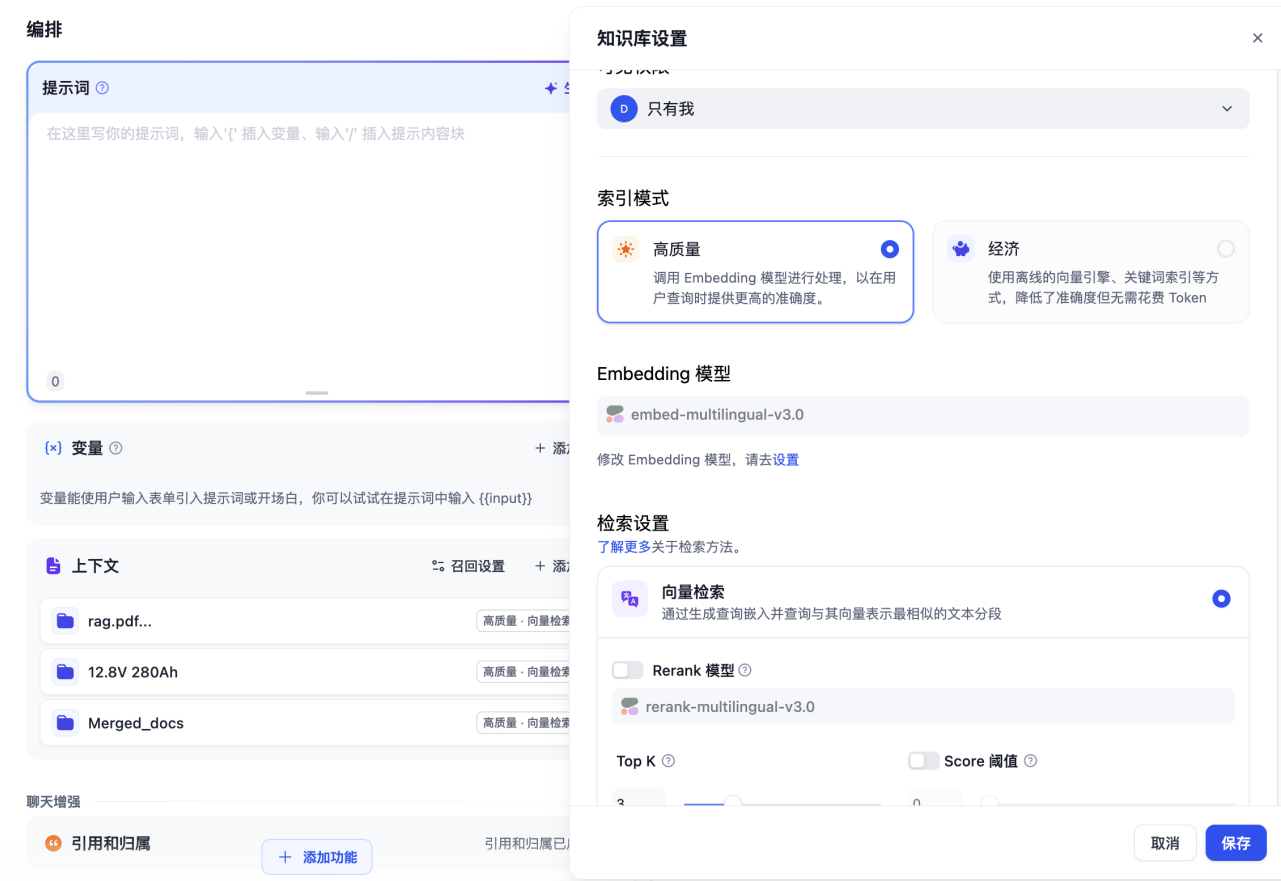 编排
提示词
在这里写你的提示词，输入'{' 插入变量、输入'/' 插入提示内容块
0
变量
变量能使用户输入表单引入提示词或开场白，你可以试试在提示词中输入 {{input}}
上下文
召回设置
rag.pdf...
高质量 · 向量检索
12.8V 280Ah
高质量 · 向量检索
Merged_docs
高质量 · 向量检索
聊天增强
引用和归属
引用和归属已
添加功能
知识库设置
可见权限
D
只有我
索引模式
高质量
调用 Embedding 模型进行处理，以在用
户查询时提供更高的准确度。
经济
使用离线的向量引擎、关键词索引等方
式，降低了准确度但无需花费 Token
Embedding 模型
embed-multilingual-v3.0
修改 Embedding 模型，请去设置
检索设置
了解更多关于检索方法。
向量检索
通过生成查询嵌入并查询与其向量表示最相似的文本分段
Rerank 模型
rerank-multilingual-v3.0
Top K
Score 阈值
3
0
取消
保存